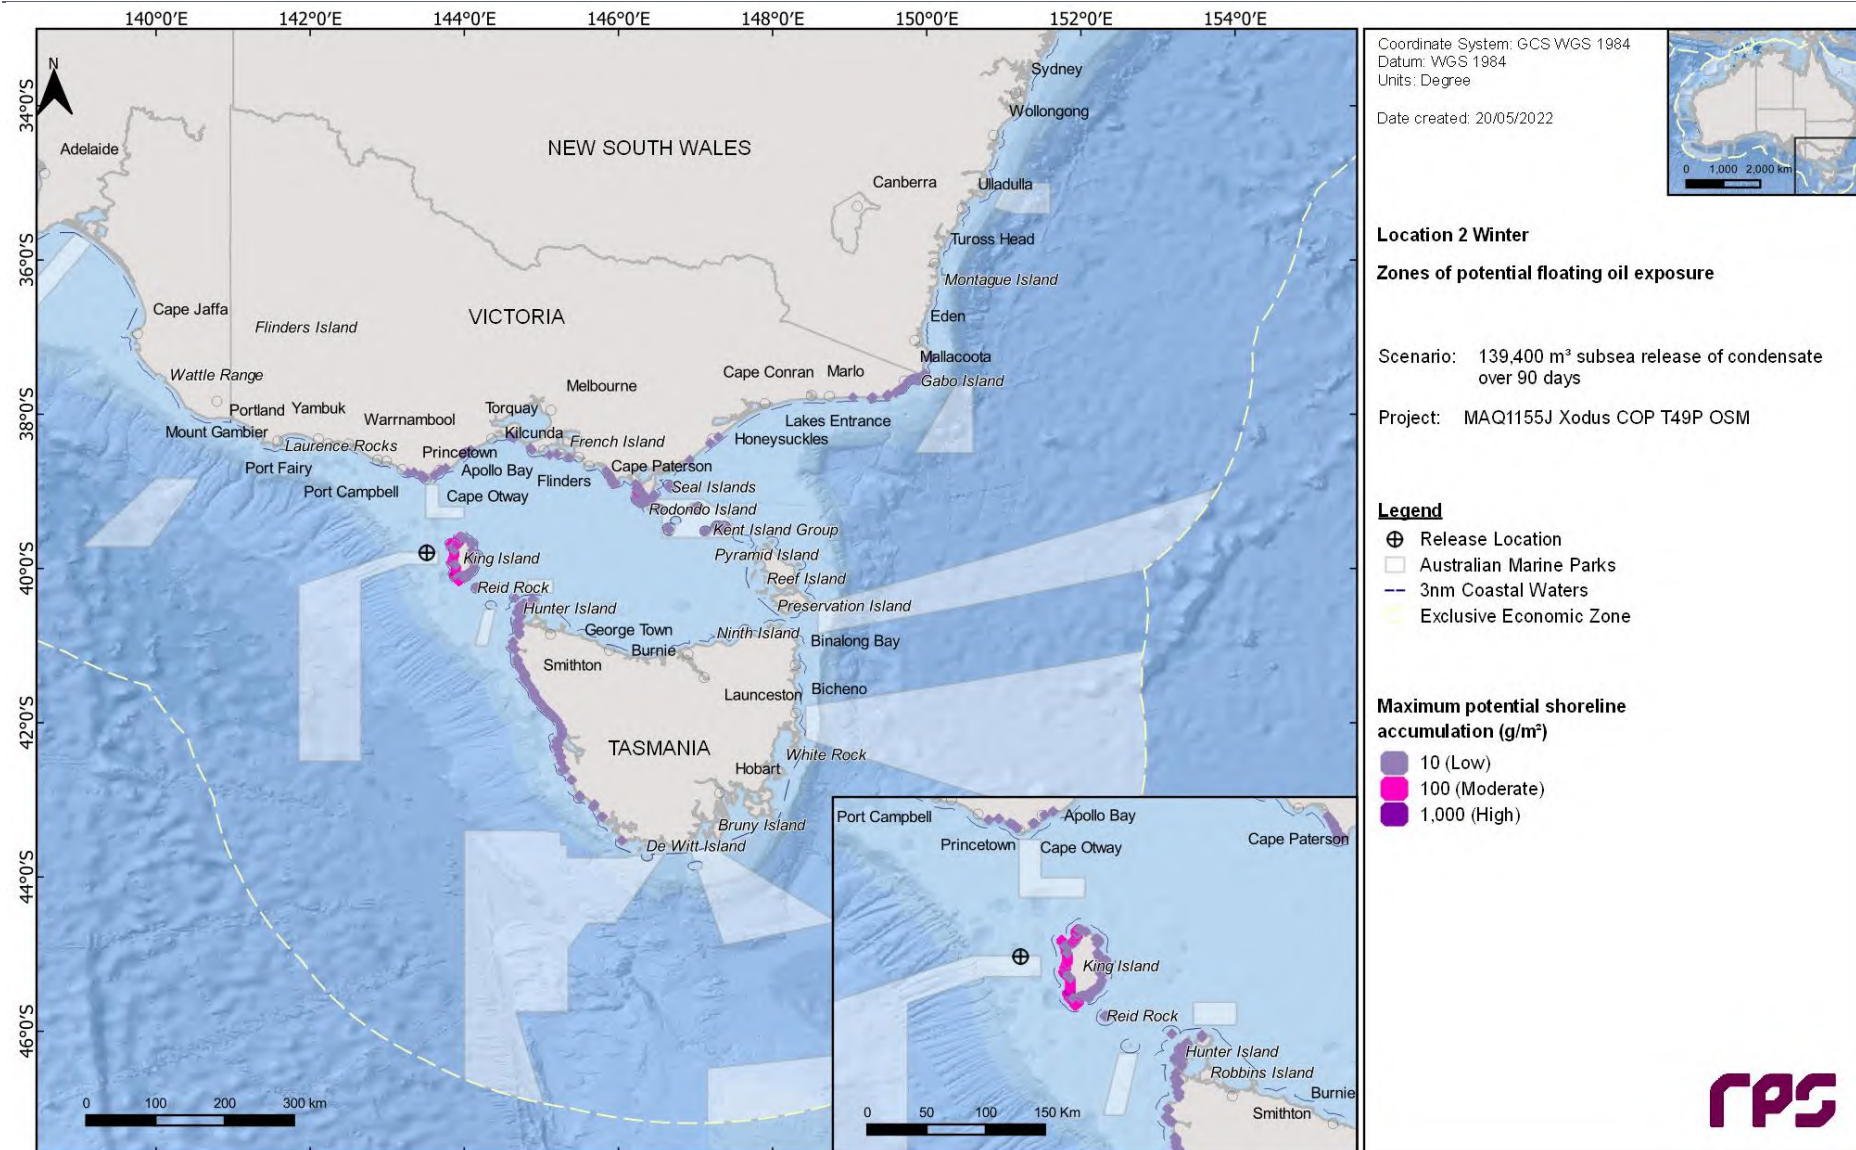 140°0'E 142°0'E 144°0'E 146°0'E 148°0'E 150°0'E 152°0'E 154°0'E
34°0'S
36°0'S
38°0'S
40°0'S
42°0'S
44°0'S
46°0'S
N
Sydney
Wollongong
NEW SOUTH WALES
Adelaide
Canberra
Ulladulla
Tuross Head
Montague Island
Cape Jaffa
Flinders Island
VICTORIA
Eden
Mallacoota
Gabo Island
Wattle Range
Melbourne
Cape Conran
Marlo
Portland
Yambuk
Warrnambool
Torquay
Lakes Entrance
Mount Gambier
Laurence Rocks
Kilcunda
French Island
Honeysuckles
Port Fairy
Princetown
Apollo Bay
Flinders
Cape Paterson
Port Campbell
Cape Otway
Seal Islands
Rodondo Island
Kent Island Group
King Island
Pyramid Island
Reid Rock
Reef Island
Hunter Island
Preservation Island
George Town
Ninth Island
Binalong Bay
Burnie
Smithton
Launceston
Bicheno
TASMANIA
White Rock
Hobart
Bruny Island
De Witt Island
0 100 200 300 km
Port Campbell
Apollo Bay
Princetown
Cape Otway
Cape Paterson
King Island
Reid Rock
Hunter Island
Robbins Island
Burnie
Smithton
0 50 100 150 Km
Coordinate System: GCS WGS 1984
Datum: WGS 1984
Units: Degree
Date created: 20/05/2022
0 1,000 2,000 km
Location 2 Winter
Zones of potential floating oil exposure
Scenario: 139,400 m³ subsea release of condensate
over 90 days
Project: MAQ1155J Xodus COP T49P OSM
Legend
Release Location
Australian Marine Parks
3nm Coastal Waters
Exclusive Economic Zone
Maximum potential shoreline
accumulation (g/m²)
10 (Low)
100 (Moderate)
1,000 (High)
rps